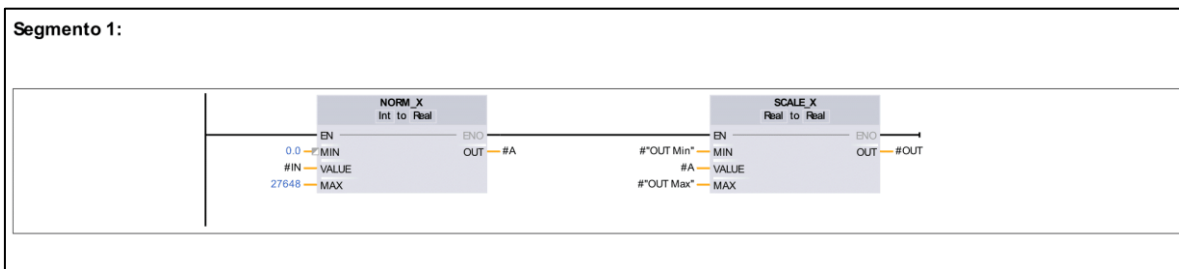 Segmento 1:
NORM_X
Int to Real
EN
ENO
0.0
MIN
OUT
#A
#IN
VALUE
27648
MAX
SCALE_X
Real to Real
EN
ENO
#"OUT Min"
MIN
OUT
#OUT
#A
VALUE
#"OUT Max"
MAX